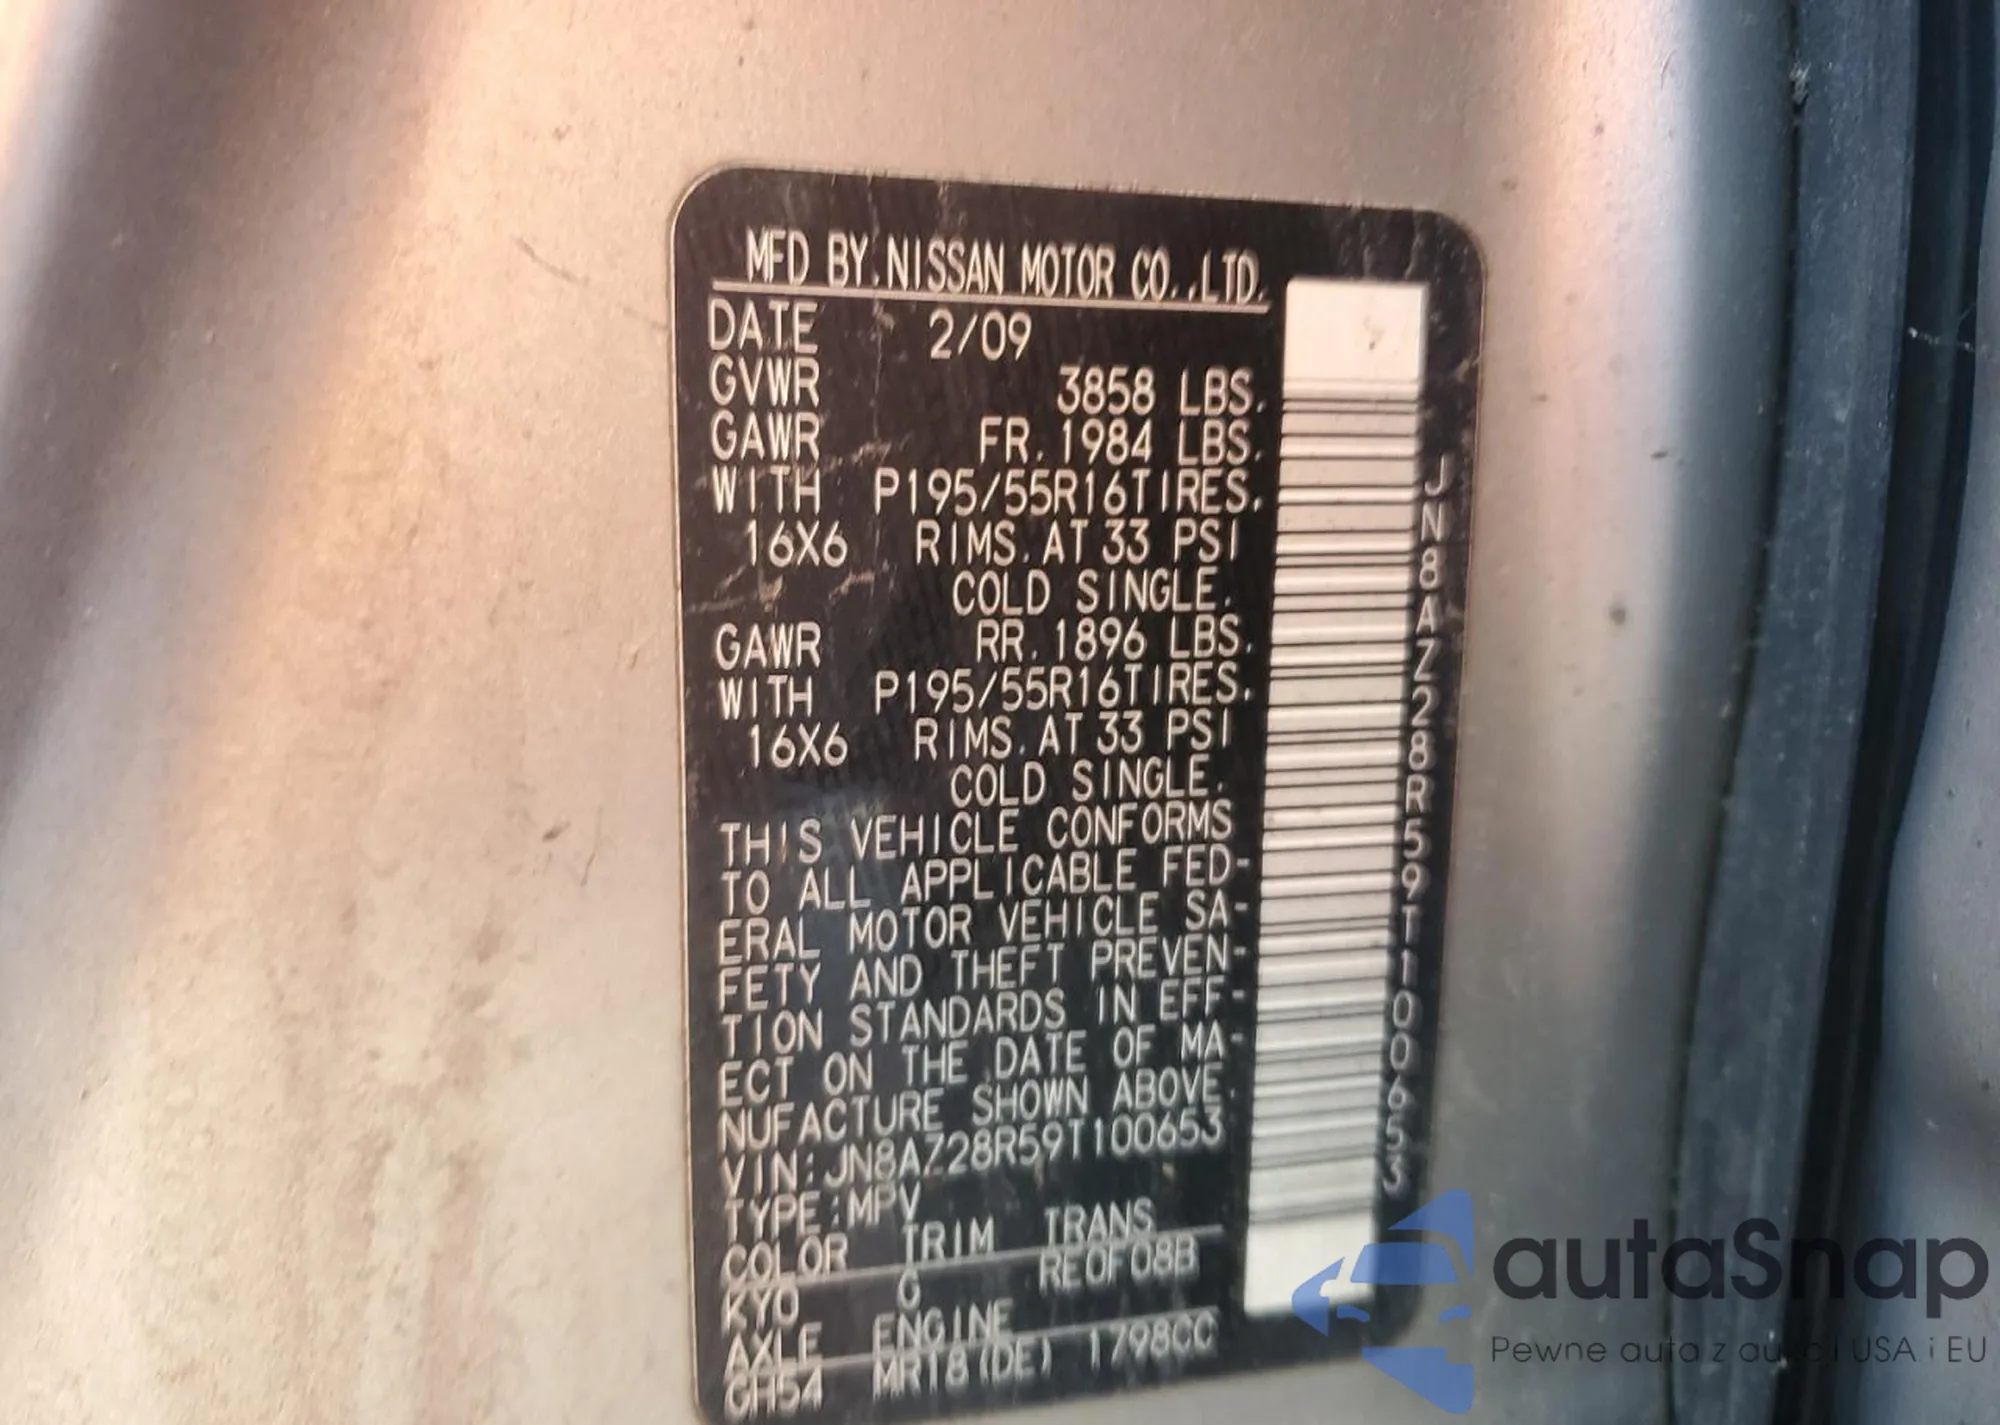 MFD BY.NISSAN MOTOR CO.,LTD.
DATE 2/09
GVWR 3858 LBS.
GAWR FR. 1984 LBS.
WITH P195/55R16TIRES.
16X6 RIMS. AT 33 PSI
COLD SINGLE.
GAWR RR. 1896 LBS.
WITH P195/55R16TIRES.
16X6 RIMS. AT 33 PSI
COLD SINGLE.
THIS VEHICLE CONFORMS
TO ALL APPLICABLE FED-
ERAL MOTOR VEHICLE SA-
FETY AND THEFT PREVEN-
TION STANDARDS IN EFF-
ECT ON THE DATE OF MA-
NUFACTURE SHOWN ABOVE.
VIN:JN8AZ28R59T100653
TYPE:MPV
COLOR TRIM TRANS
KY0 G RE0F08B
AXLE ENGINE
GH54 MR18(DE) 1798CC
JN8AZ28R59T100653
autaSnap
Pewne auta z aukcji USA i EU